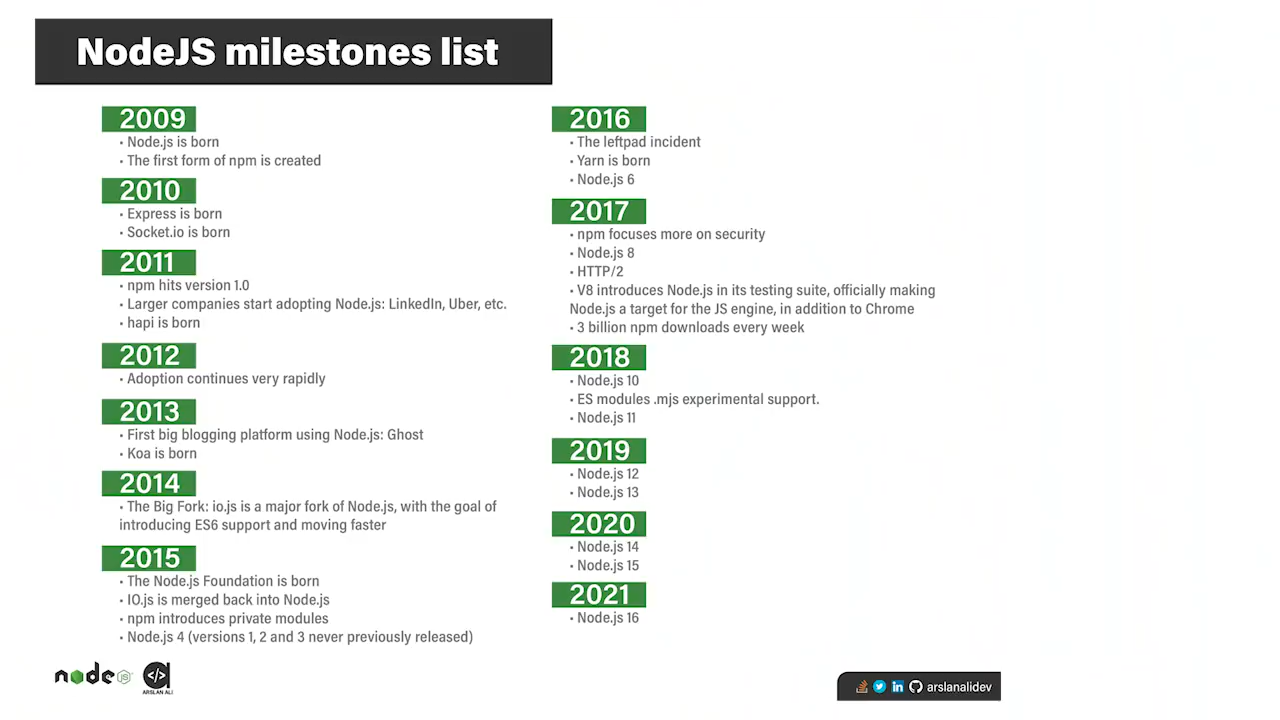 NodeJS milestones list
2009
• Node.js is born
• The first form of npm is created
2010
• Express is born
• Socket.io is born
2011
• npm hits version 1.0
• Larger companies start adopting Node.js: LinkedIn, Uber, etc.
• hapi is born
2012
• Adoption continues very rapidly
2013
• First big blogging platform using Node.js: Ghost
• Koa is born
2014
• The Big Fork: io.js is a major fork of Node.js, with the goal of
introducing ES6 support and moving faster
2015
• The Node.js Foundation is born
• IO.js is merged back into Node.js
• npm introduces private modules
• Node.js 4 (versions 1, 2 and 3 never previously released)
2016
• The leftpad incident
• Yarn is born
• Node.js 6
2017
• npm focuses more on security
• Node.js 8
• HTTP/2
• V8 introduces Node.js in its testing suite, officially making
Node.js a target for the JS engine, in addition to Chrome
• 3 billion npm downloads every week
2018
• Node.js 10
• ES modules .mjs experimental support.
• Node.js 11
2019
• Node.js 12
• Node.js 13
2020
• Node.js 14
• Node.js 15
2021
• Node.js 16
node JS
</>
ARSLAN ALI
in arslanalidev